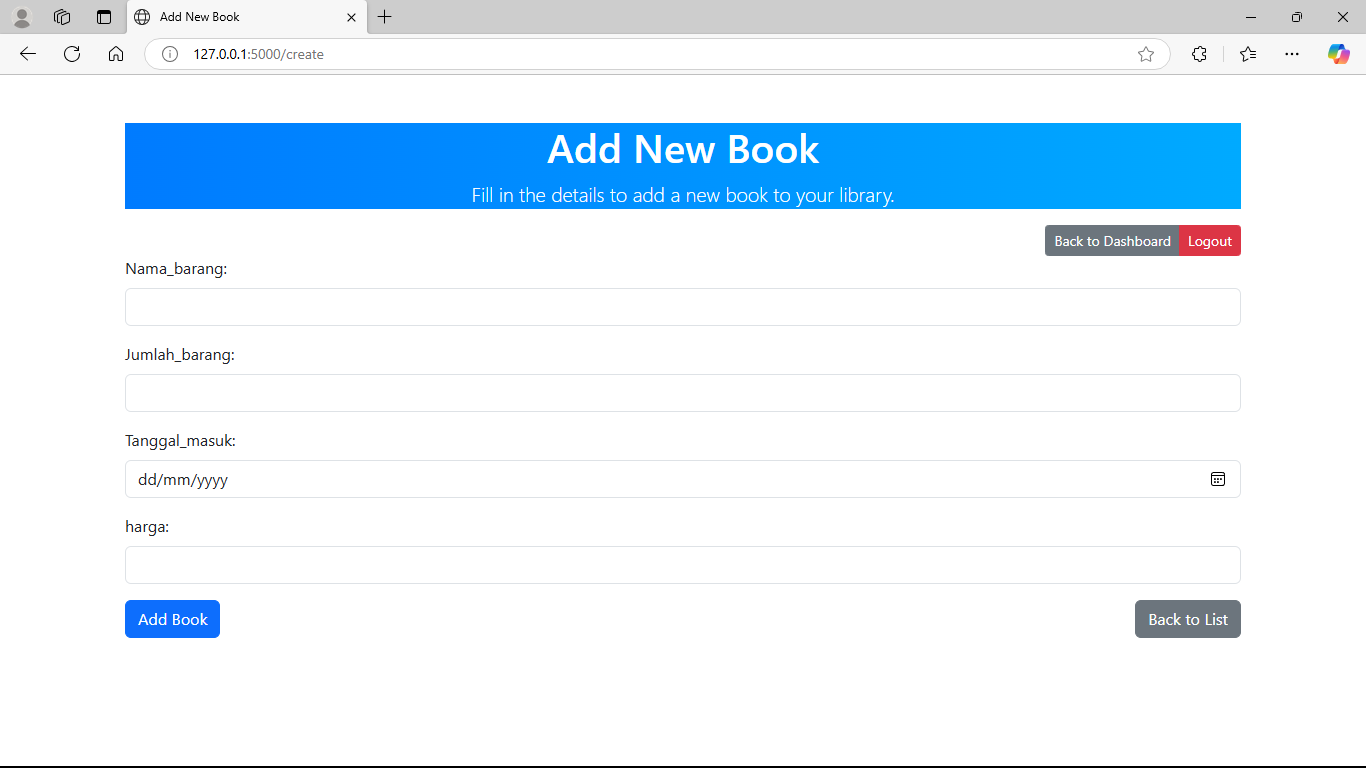 Add New Book
127.0.0.1:5000/create
Add New Book
Fill in the details to add a new book to your library.
Back to Dashboard Logout
Nama_barang:
Jumlah_barang:
Tanggal_masuk:
dd/mm/yyyy
harga:
Add Book Back to List